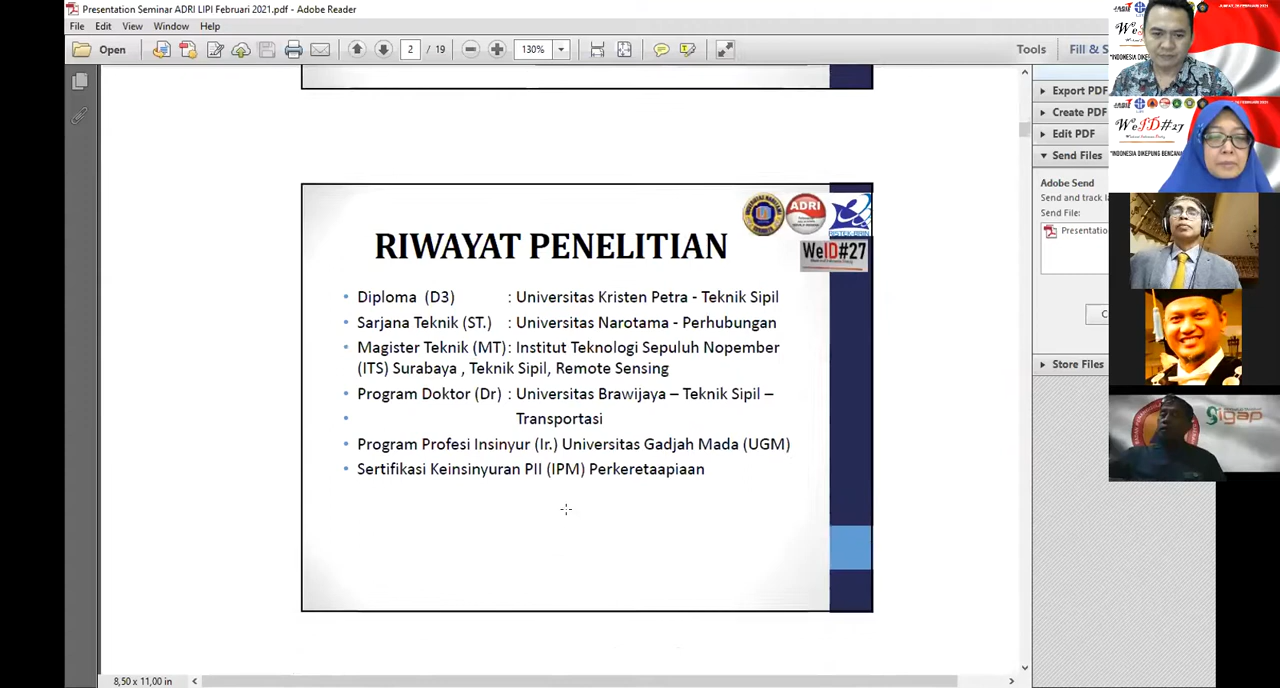 Presentation Seminar ADRI LIPI Februari 2021.pdf - Adobe Reader
File Edit View Window Help
Open
2 / 19
130%
Tools
Fill & S
Export PDF
Create PDF
Edit PDF
Send Files
Adobe Send
Send and track la
Send File:
Presentatio
Store Files
ADRI
RISTEK-BRIN
WeID#27
RIWAYAT PENELITIAN
• Diploma (D3) : Universitas Kristen Petra - Teknik Sipil
• Sarjana Teknik (ST.) : Universitas Narotama - Perhubungan
• Magister Teknik (MT): Institut Teknologi Sepuluh Nopember
(ITS) Surabaya , Teknik Sipil, Remote Sensing
• Program Doktor (Dr) : Universitas Brawijaya – Teknik Sipil –
• Transportasi
• Program Profesi Insinyur (Ir.) Universitas Gadjah Mada (UGM)
• Sertifikasi Keinsinyuran PII (IPM) Perkeretaapiaan
8,50 x 11,00 in
WeID#27
"INDONESIA DIKEPUNG BENCANA
Sigap